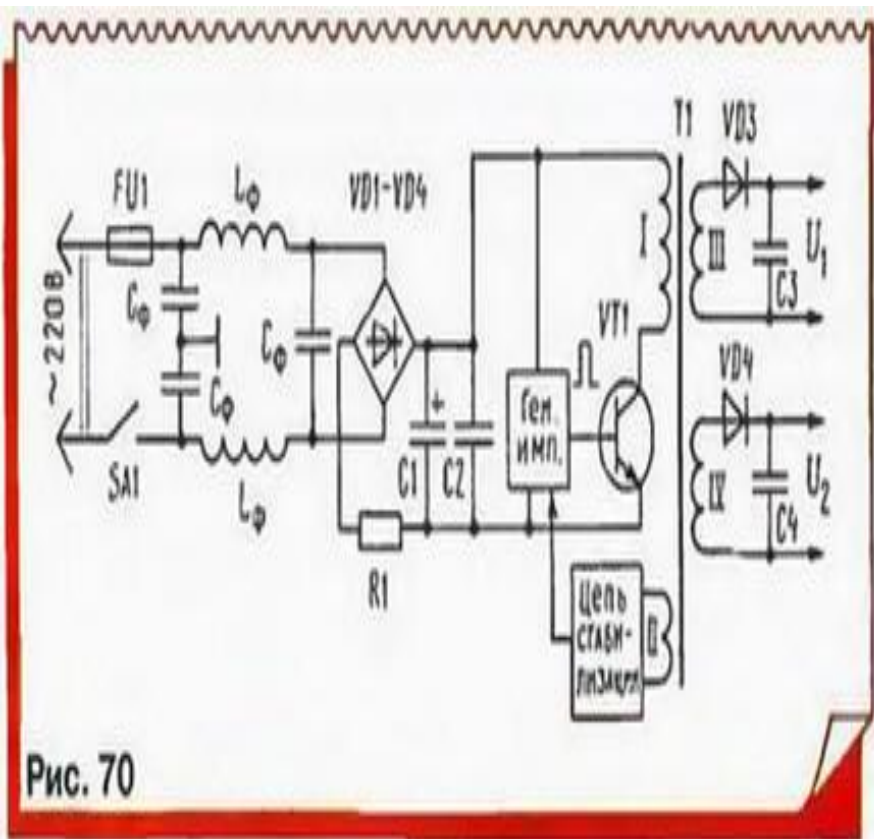 T1
VD3
FU1
Lф
VD1-VD4
I
III
U₁
C3
~220В
Cф
Cф
Cф
VT1
VD4
Ген.
имп.
SA1
Lф
C1
+
C2
IX
U₂
C4
R1
Цепь
стаби-
лизации
II
Рис. 70